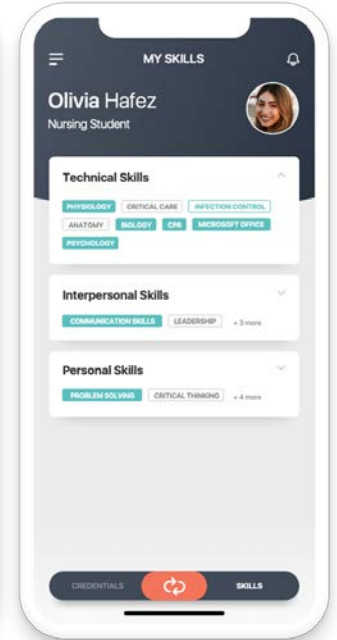 MY SKILLS
Olivia Hafez
Nursing Student
Technical Skills
PHYSIOLOGY CRITICAL CARE INFECTION CONTROL
ANATOMY BIOLOGY CPR MICROSOFT OFFICE
PSYCHOLOGY
Interpersonal Skills
COMMUNICATION SKILLS LEADERSHIP + 3 more
Personal Skills
PROBLEM SOLVING CRITICAL THINKING + 4 more
CREDENTIALS SKILLS